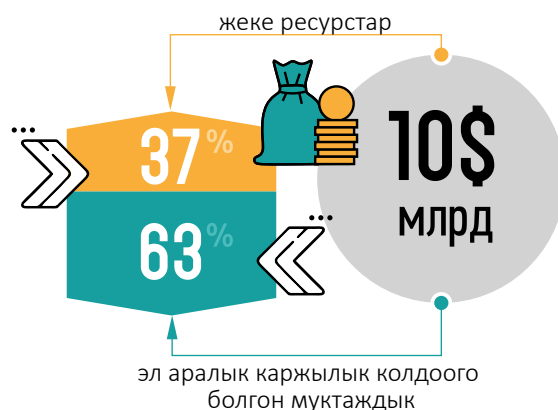 жеке ресурстар
37%
63%
10$
млрд
эл аралык каржылык колдоого
болгон муктаждык